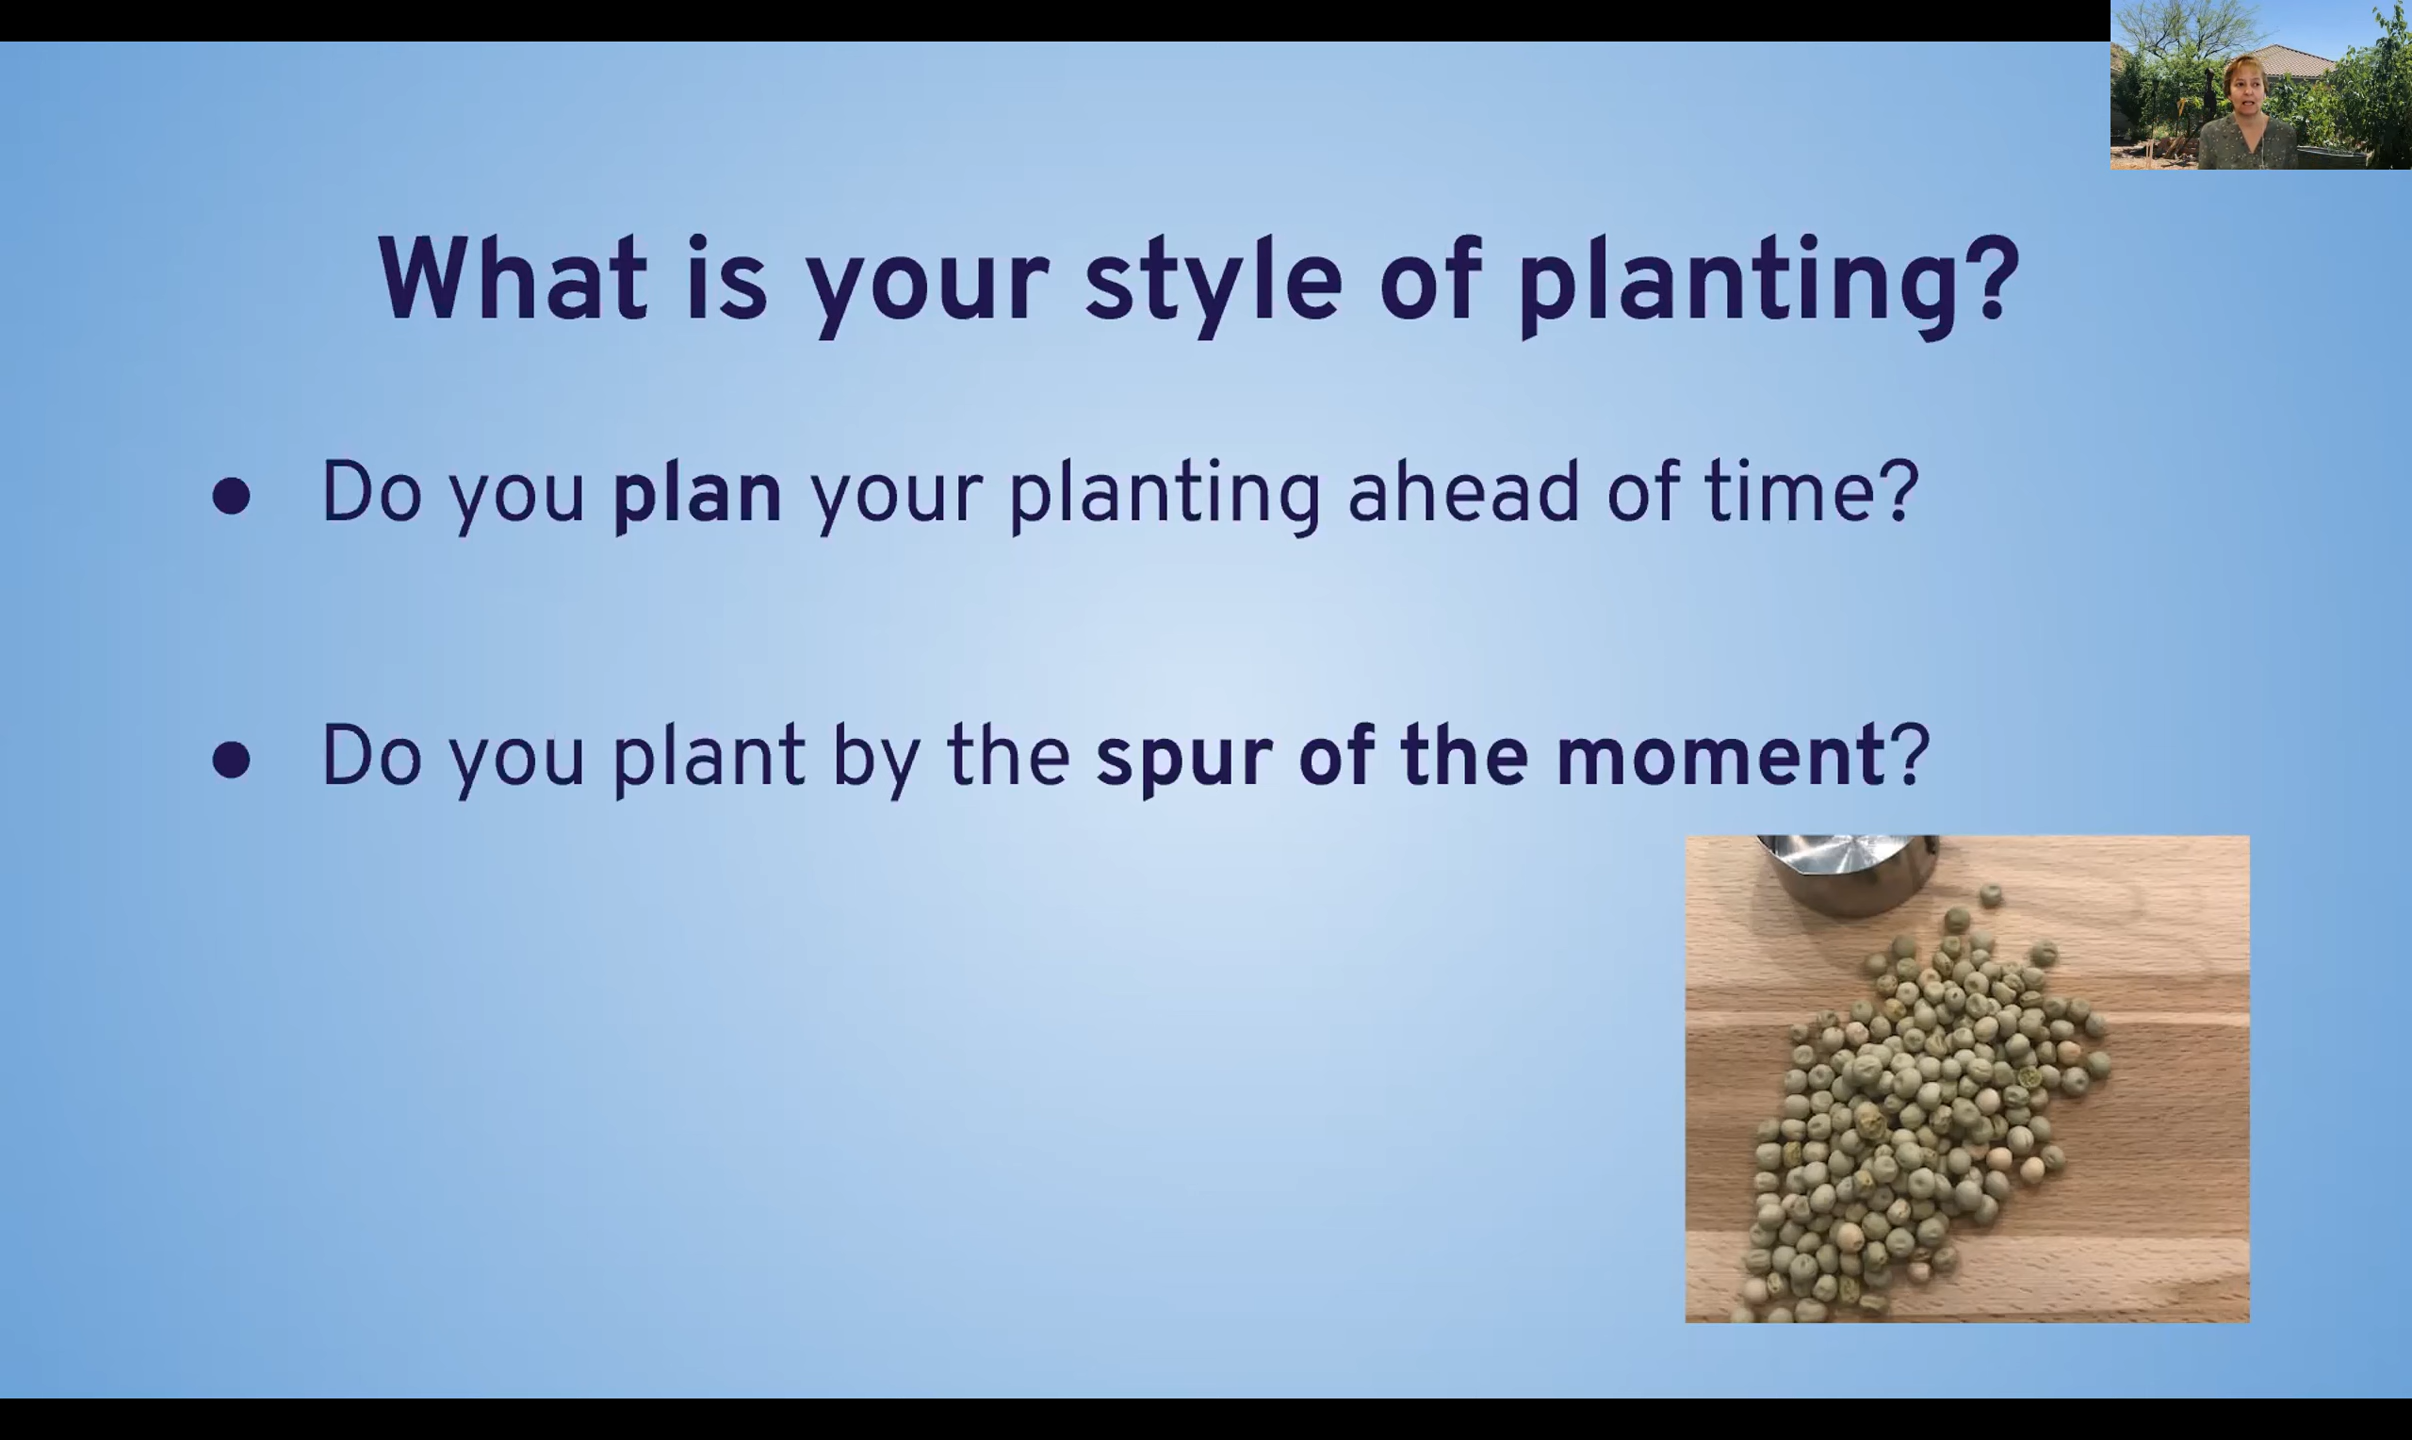 What is your style of planting?
● Do you plan your planting ahead of time?
● Do you plant by the spur of the moment?